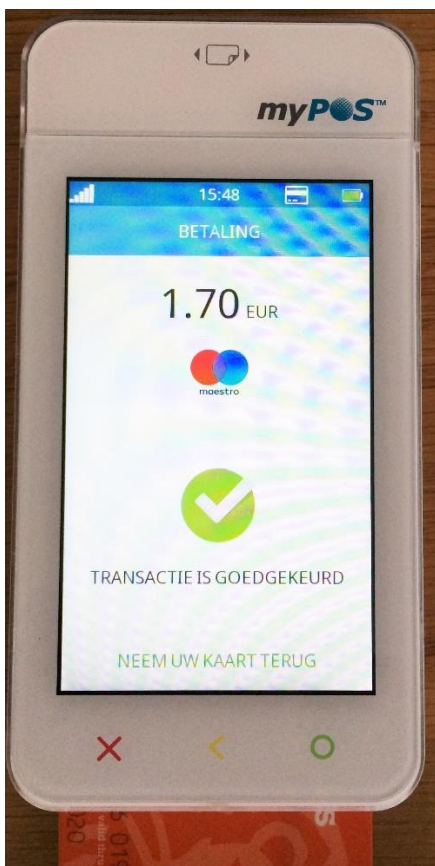 myPOS™
15:48
BETALING
1.70 EUR
maestro
TRANSACTIE IS GOEDGEKEURD
NEEM UW KAART TERUG